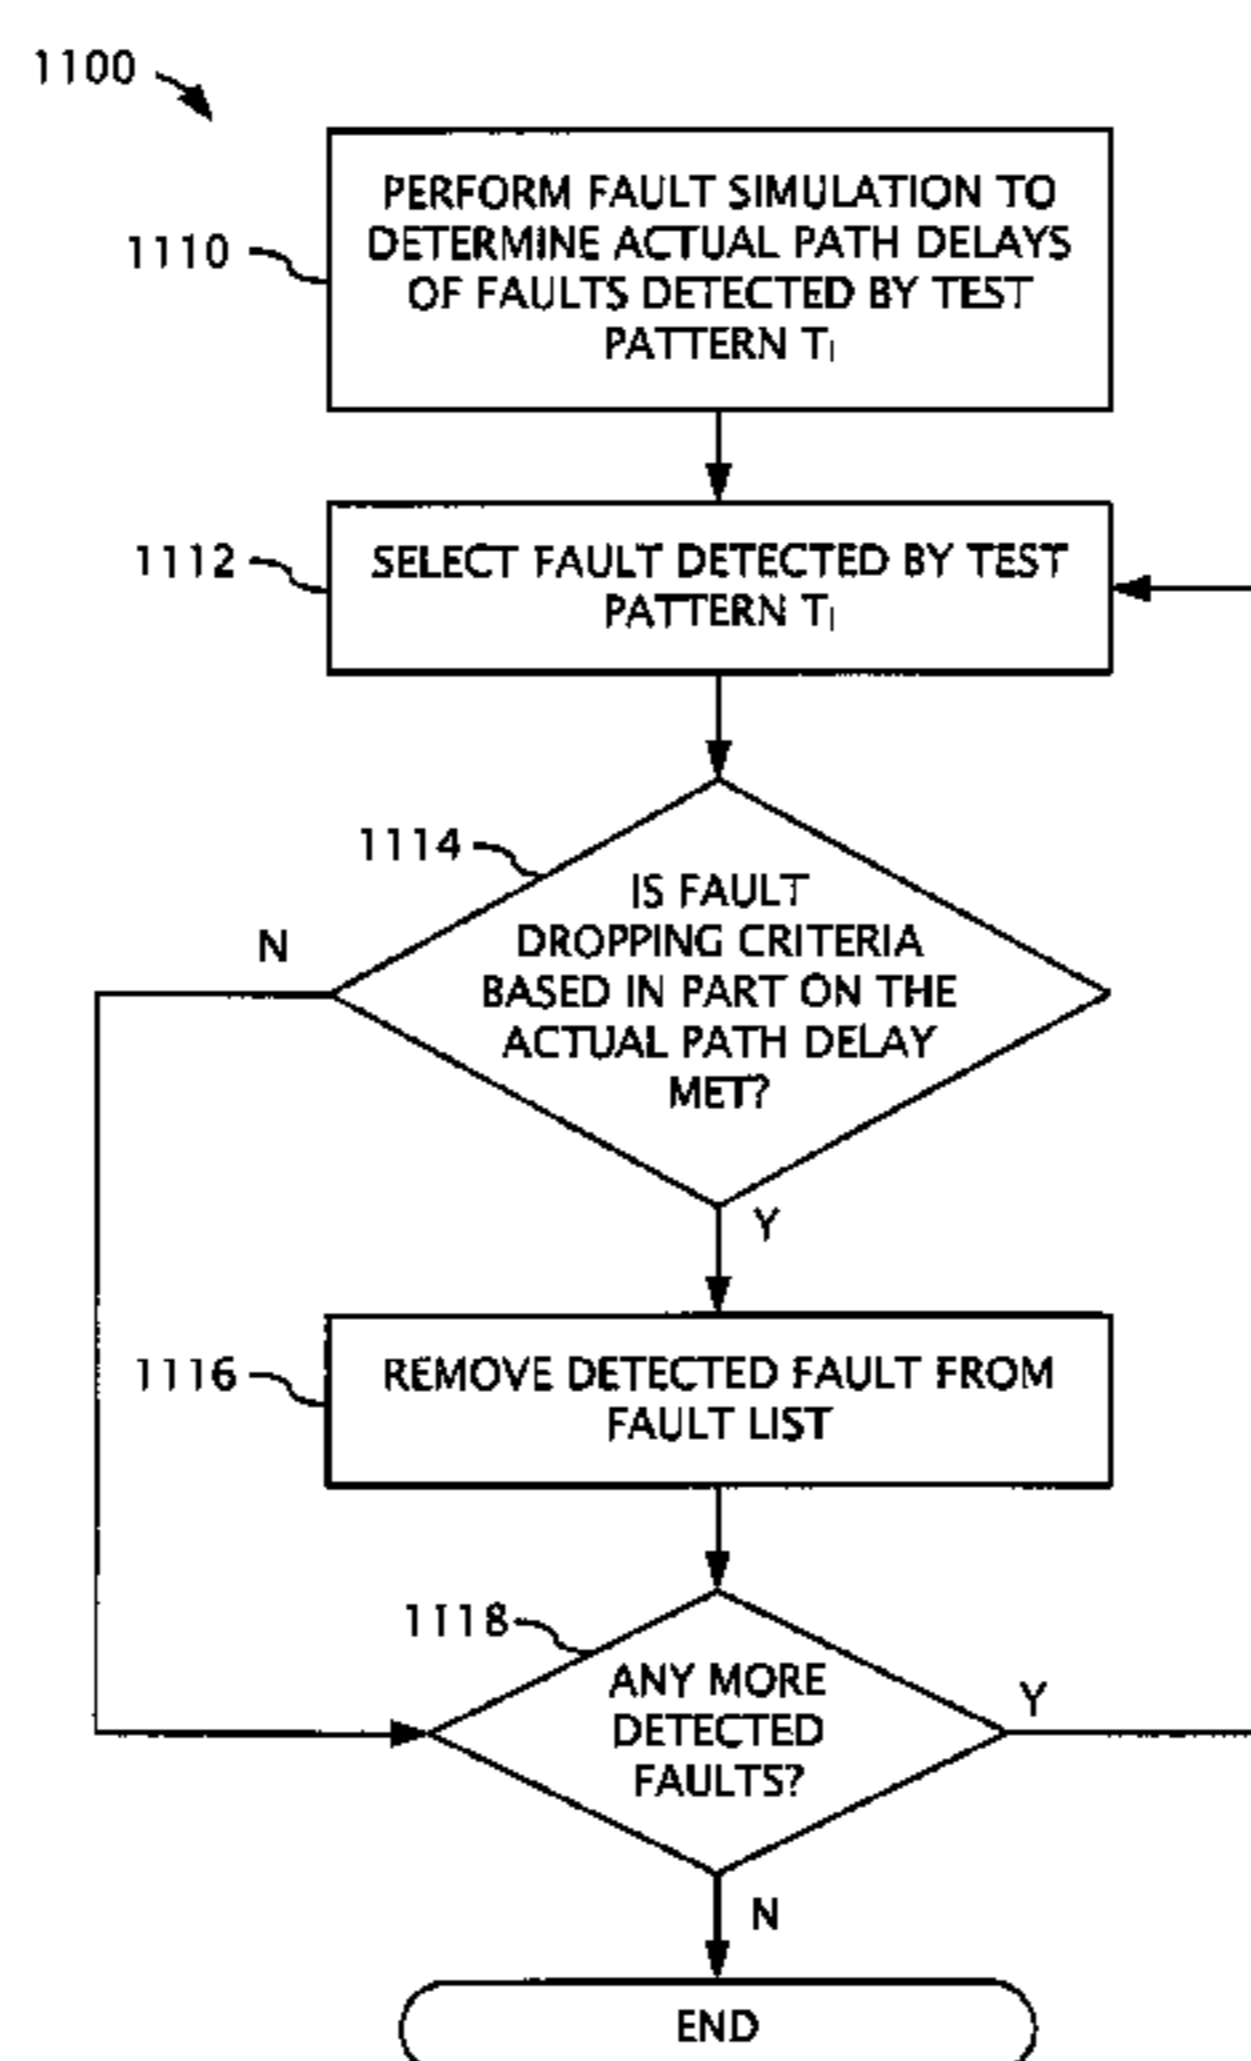 1100
1110
PERFORM FAULT SIMULATION TO
DETERMINE ACTUAL PATH DELAYS
OF FAULTS DETECTED BY TEST
PATTERN Tᵢ
1112
SELECT FAULT DETECTED BY TEST
PATTERN Tᵢ
1114
N
IS FAULT
DROPPING CRITERIA
BASED IN PART ON THE
ACTUAL PATH DELAY
MET?
Y
1116
REMOVE DETECTED FAULT FROM
FAULT LIST
1118
ANY MORE
DETECTED
FAULTS?
Y
N
END